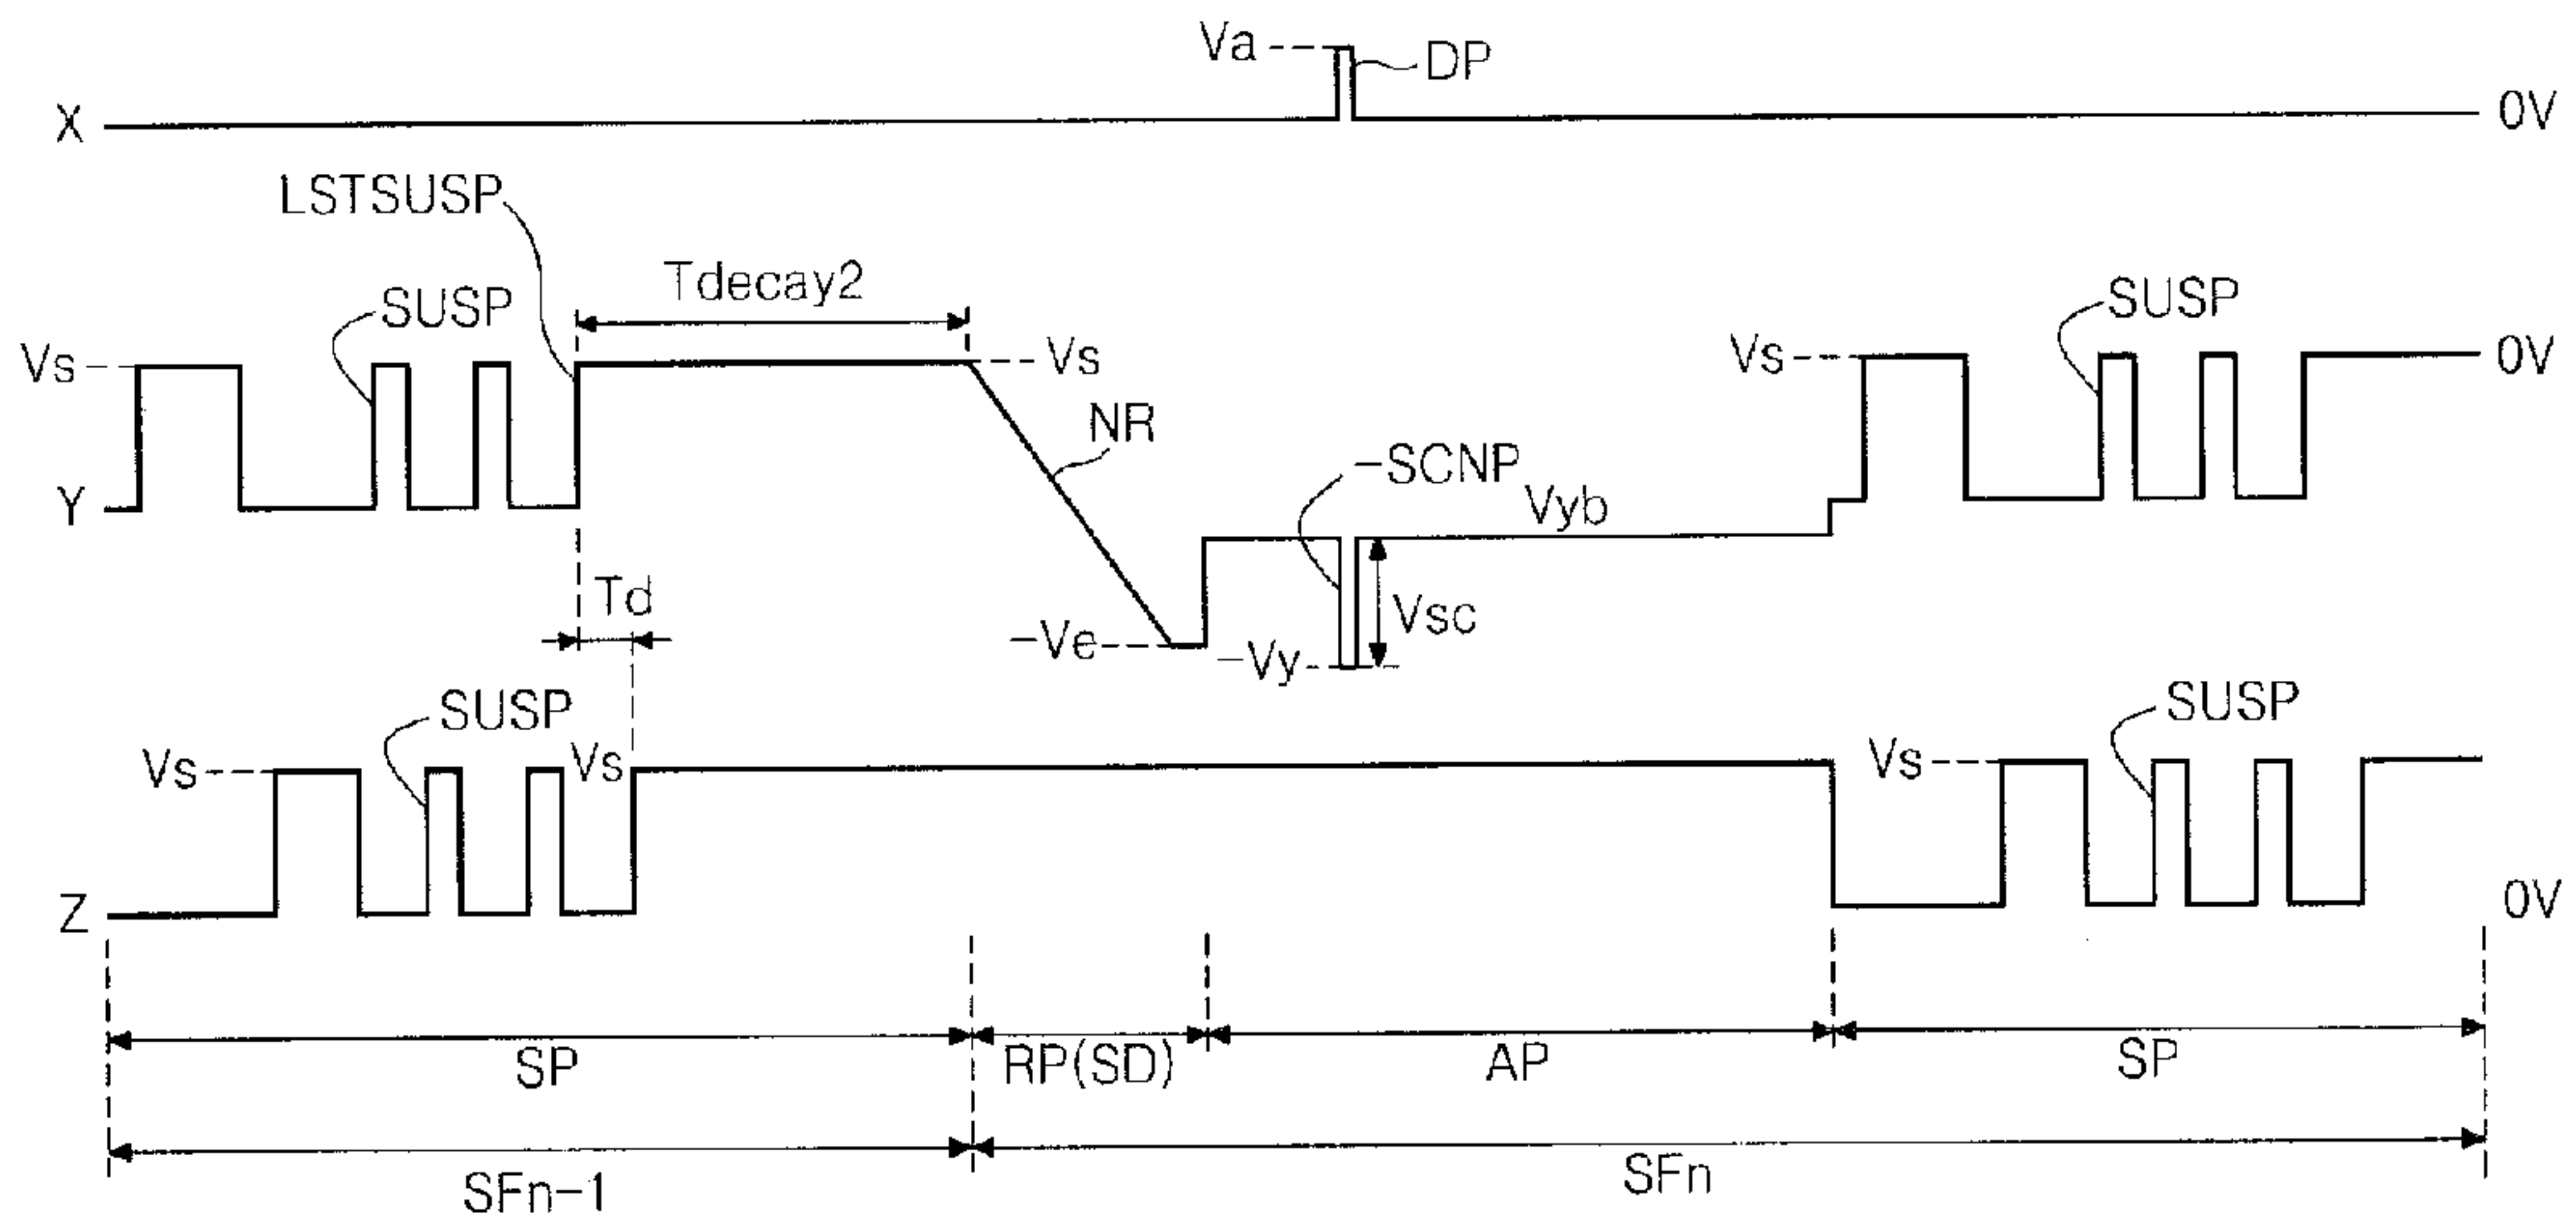 Va
DP
X
0V
LSTSUSP
Tdecay2
SUSP
SUSP
Vs
Vs
Vs
0V
NR
-SCNP
Y
Vyb
Td
Vsc
-Ve
-Vy
SUSP
SUSP
Vs
Vs
Vs
Z
0V
SP
RP(SD)
AP
SP
SFn-1
SFn